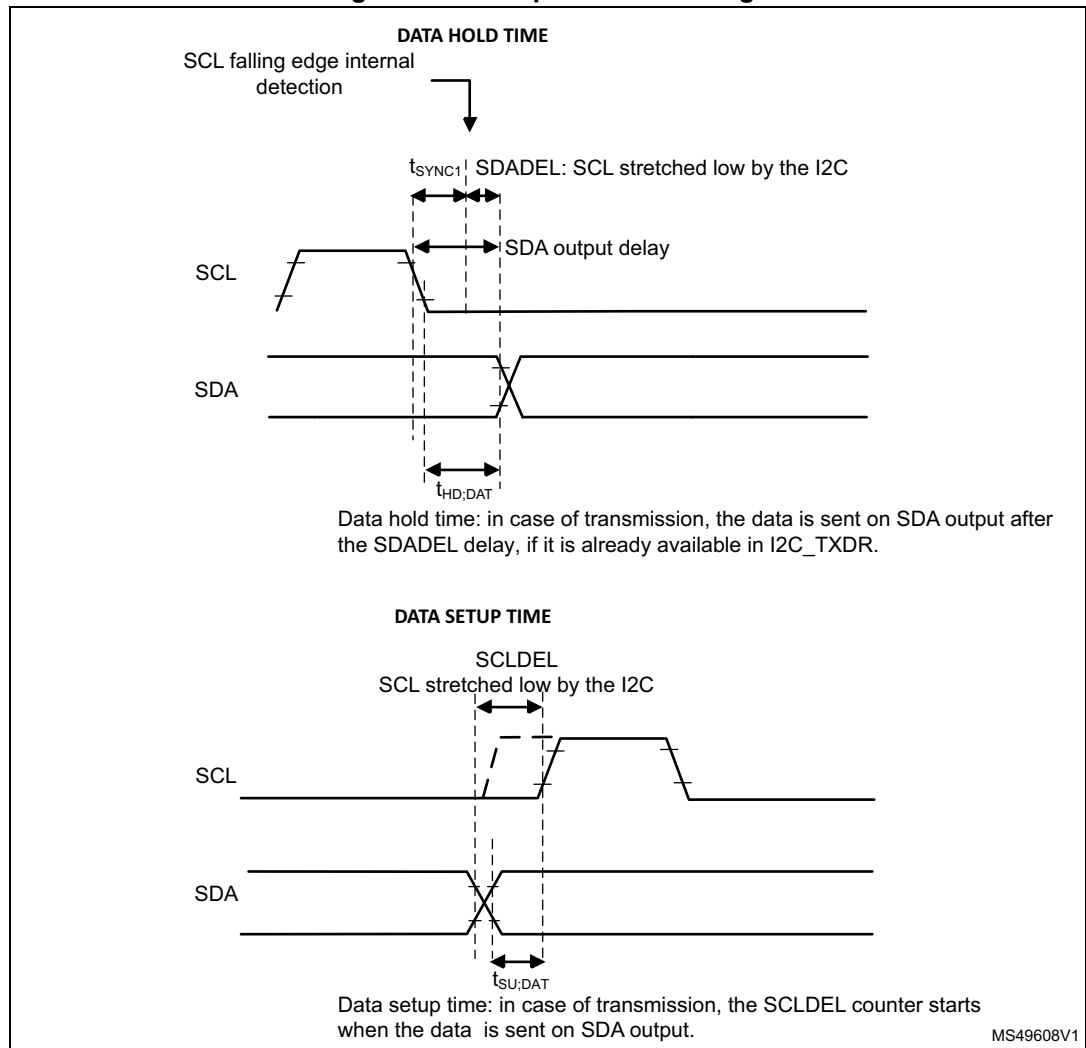 DATA HOLD TIME
SCL falling edge internal
detection
tSYNC1
SDADEL: SCL stretched low by the I2C
SDA output delay
SCL
SDA
tHD;DAT
Data hold time: in case of transmission, the data is sent on SDA output after
the SDADEL delay, if it is already available in I2C_TXDR.
DATA SETUP TIME
SCLDEL
SCL stretched low by the I2C
SCL
SDA
tSU;DAT
Data setup time: in case of transmission, the SCLDEL counter starts
when the data is sent on SDA output.
MS49608V1